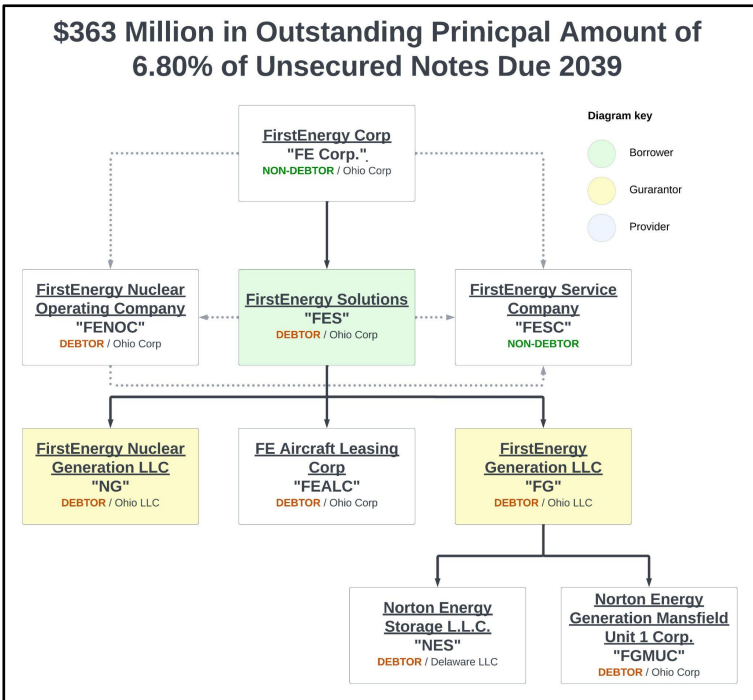 $363 Million in Outstanding Prinicpal Amount of
6.80% of Unsecured Notes Due 2039
Diagram key
Borrower
Gurarantor
Provider
FirstEnergy Corp
"FE Corp.".
NON-DEBTOR / Ohio Corp
FirstEnergy Nuclear
Operating Company
"FENOC"
DEBTOR / Ohio Corp
FirstEnergy Solutions
"FES"
DEBTOR / Ohio Corp
FirstEnergy Service
Company
"FESC"
NON-DEBTOR
FirstEnergy Nuclear
Generation LLC
"NG"
DEBTOR / Ohio LLC
FE Aircraft Leasing
Corp
"FEALC"
DEBTOR / Ohio Corp
FirstEnergy
Generation LLC
"FG"
DEBTOR / Ohio LLC
Norton Energy
Storage L.L.C.
"NES"
DEBTOR / Delaware LLC
Norton Energy
Generation Mansfield
Unit 1 Corp.
"FGMUC"
DEBTOR / Ohio Corp